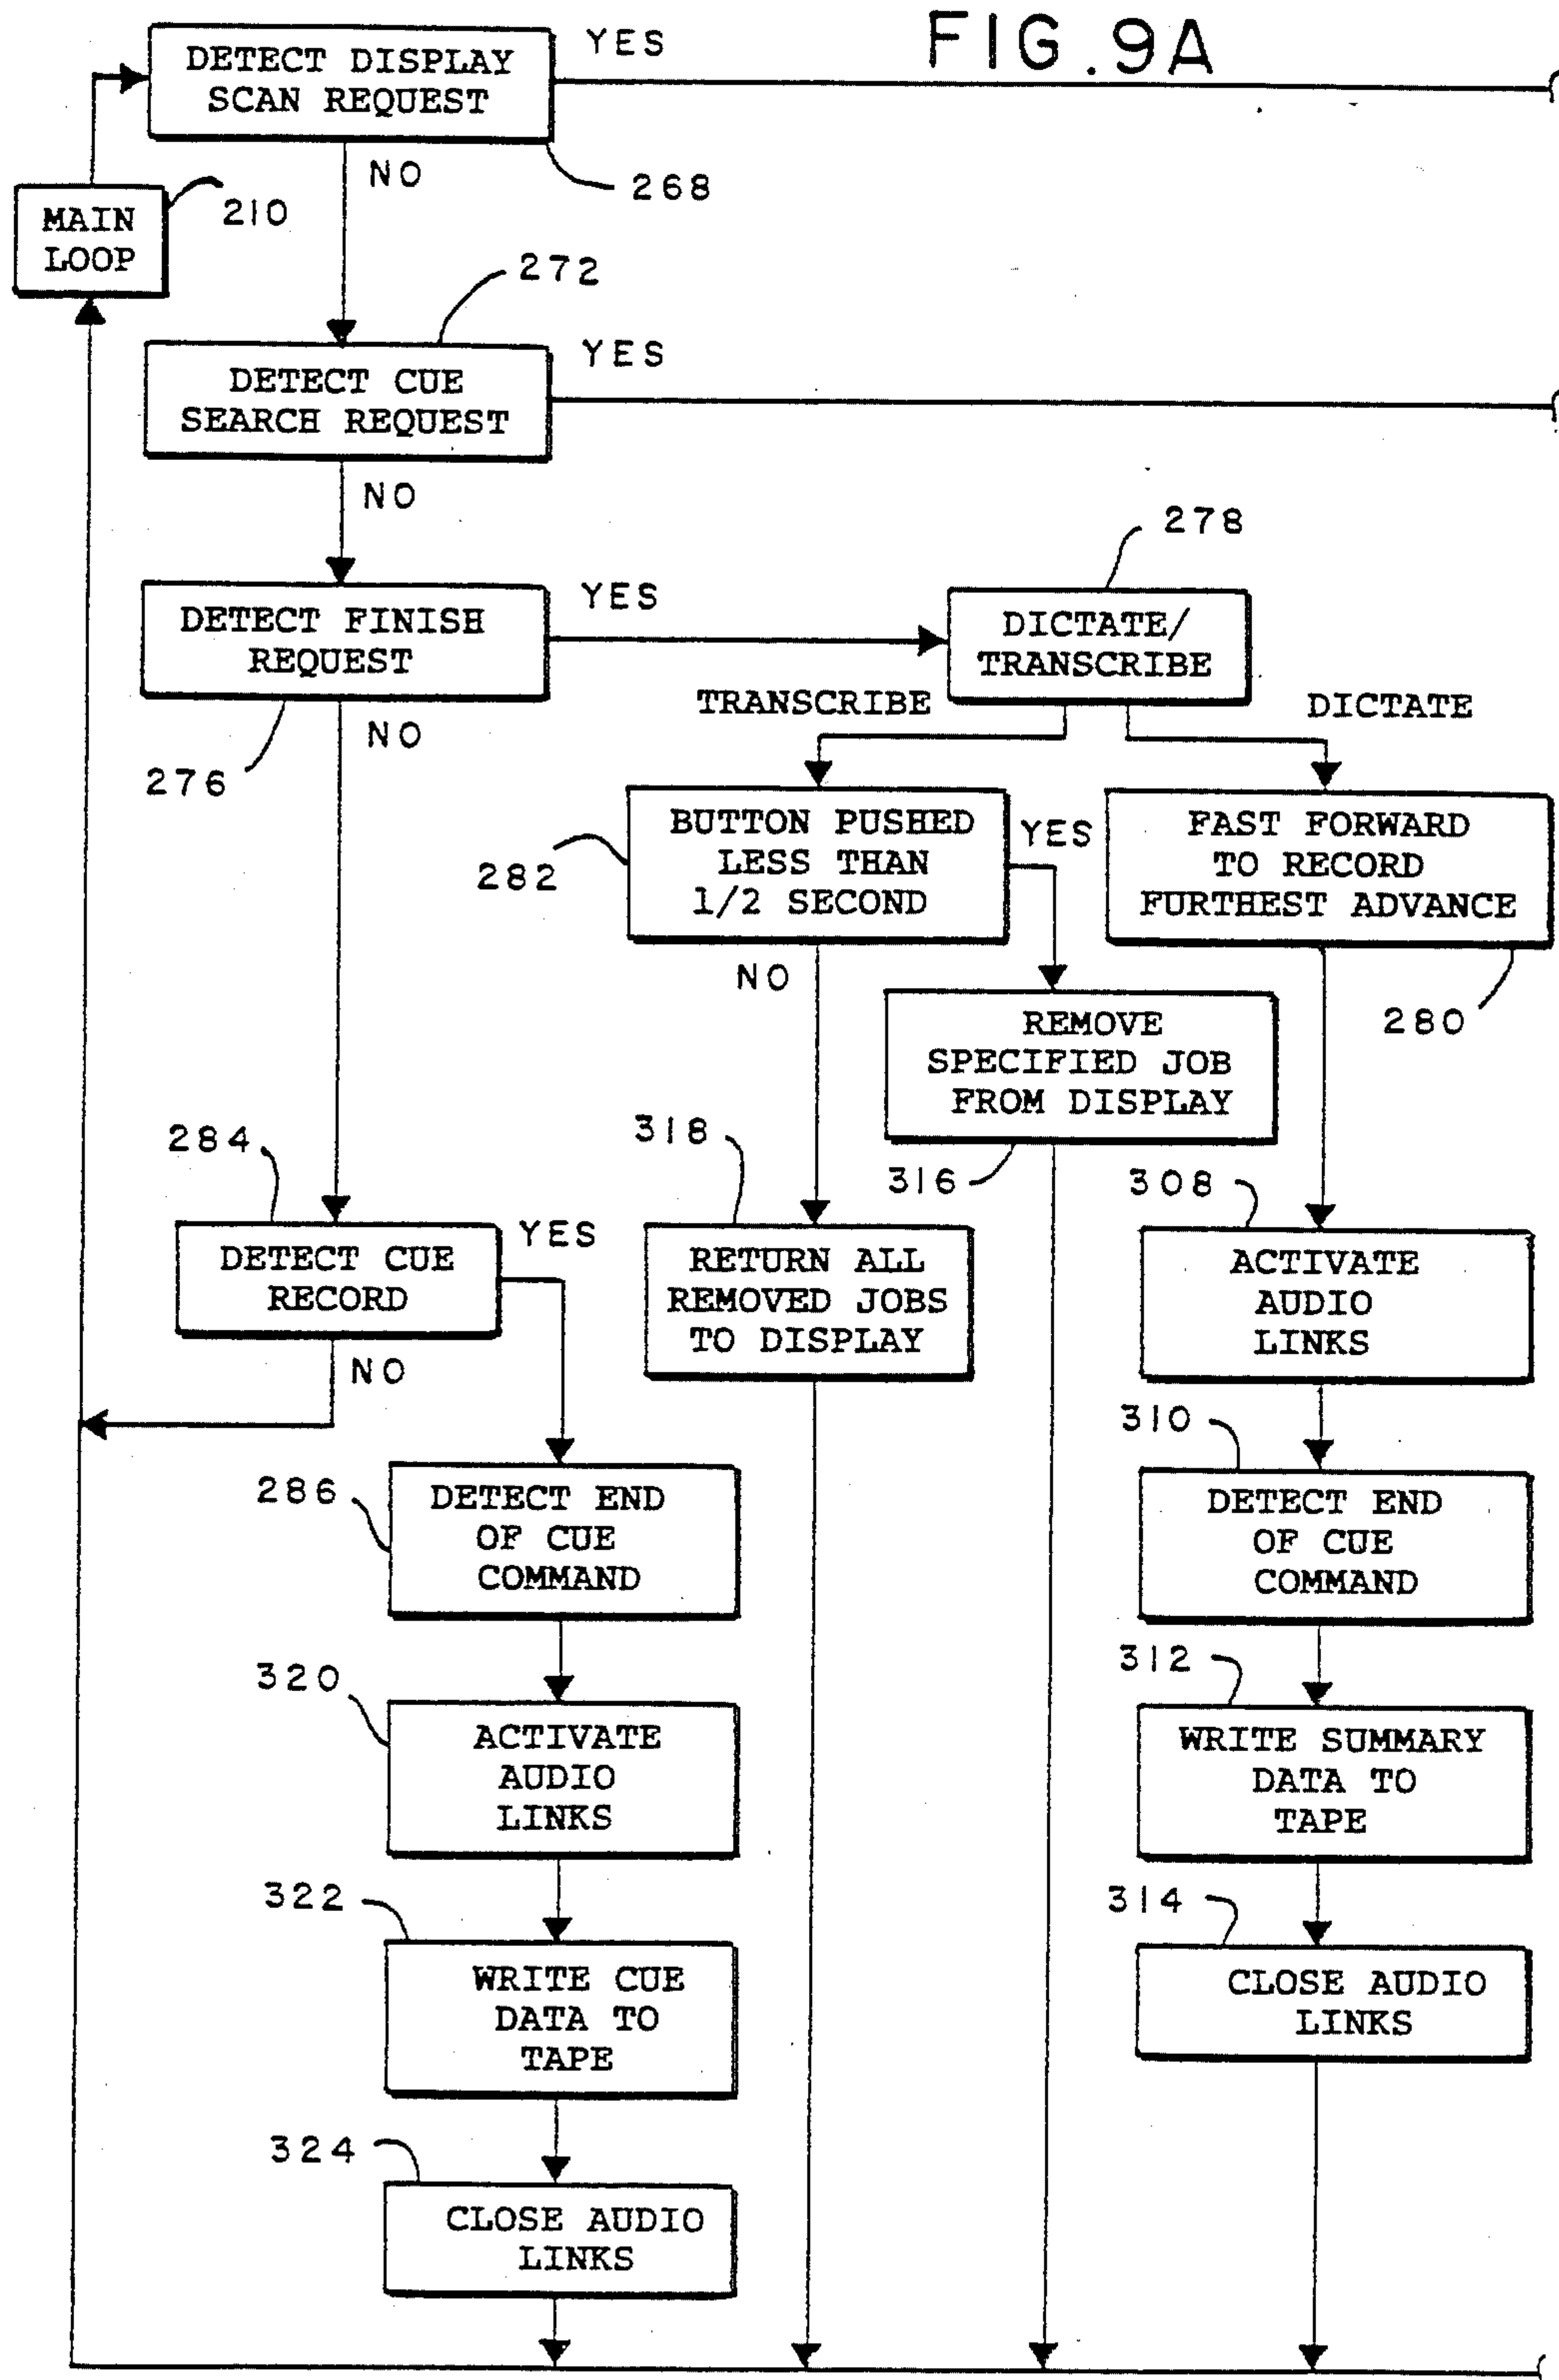 FIG.9A
DETECT DISPLAY
SCAN REQUEST
YES
NO
268
MAIN
LOOP
210
272
DETECT CUE
SEARCH REQUEST
YES
NO
278
DETECT FINISH
REQUEST
YES
DICTATE/
TRANSCRIBE
276
NO
TRANSCRIBE
DICTATE
282
BUTTON PUSHED
LESS THAN
1/2 SECOND
YES
NO
FAST FORWARD
TO RECORD
FURTHEST ADVANCE
280
REMOVE
SPECIFIED JOB
FROM DISPLAY
316
284
DETECT CUE
RECORD
YES
NO
318
RETURN ALL
REMOVED JOBS
TO DISPLAY
308
ACTIVATE
AUDIO
LINKS
286
DETECT END
OF CUE
COMMAND
310
DETECT END
OF CUE
COMMAND
320
ACTIVATE
AUDIO
LINKS
312
WRITE SUMMARY
DATA TO
TAPE
322
WRITE CUE
DATA TO
TAPE
314
CLOSE AUDIO
LINKS
324
CLOSE AUDIO
LINKS